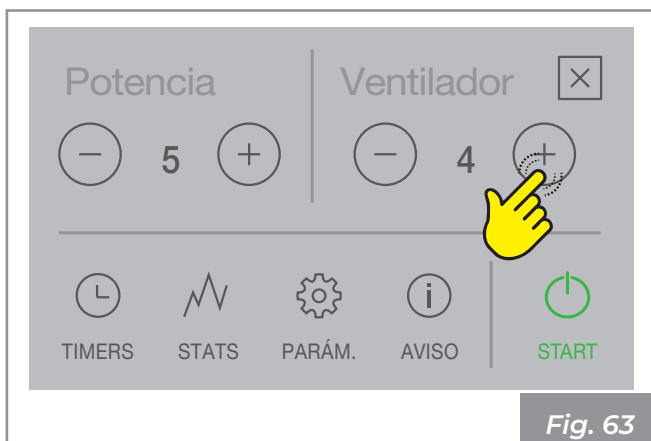 Potencia Ventilador
5 4
TIMERS STATS PARÁM. AVISO START
Fig. 63